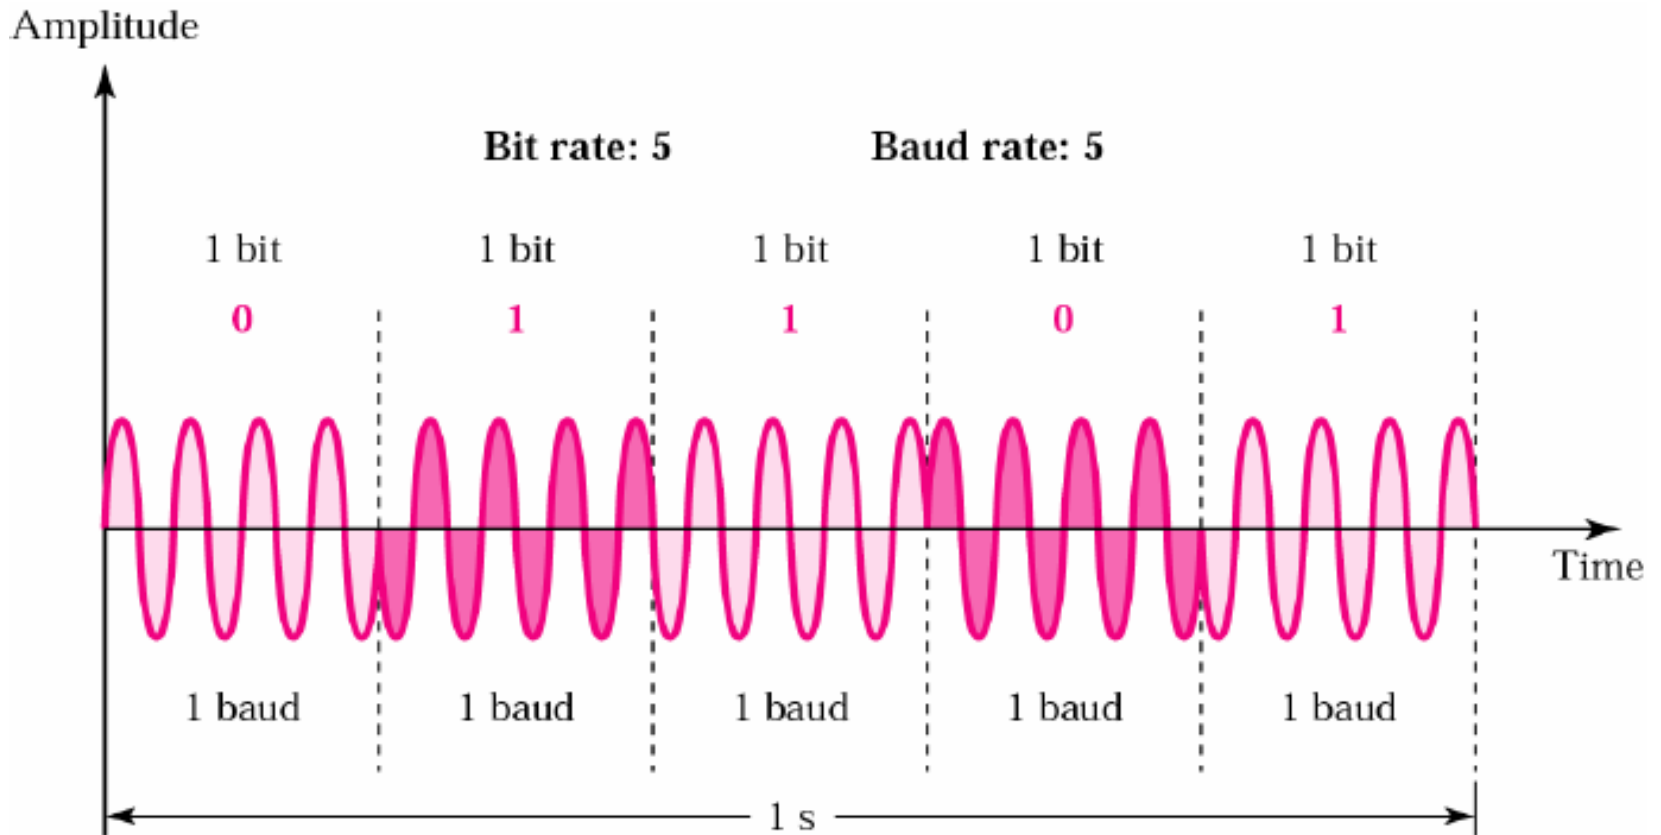 Amplitude
Bit rate: 5 Baud rate: 5
1 bit 1 bit 1 bit 1 bit 1 bit
0 1 1 0 1
Time
1 baud 1 baud 1 baud 1 baud 1 baud
1 s